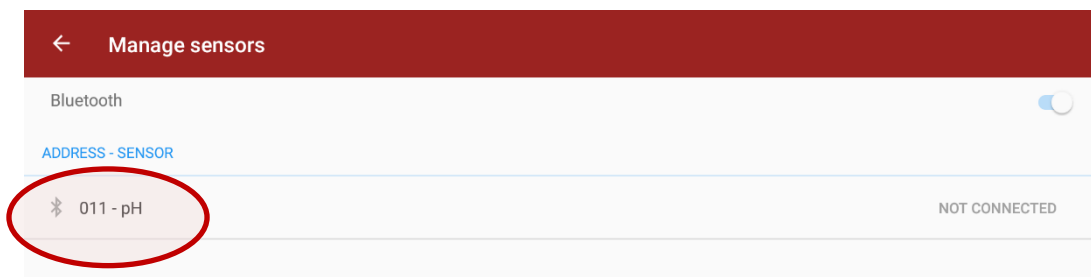 Manage sensors
Bluetooth
ADDRESS - SENSOR
011 - pH NOT CONNECTED